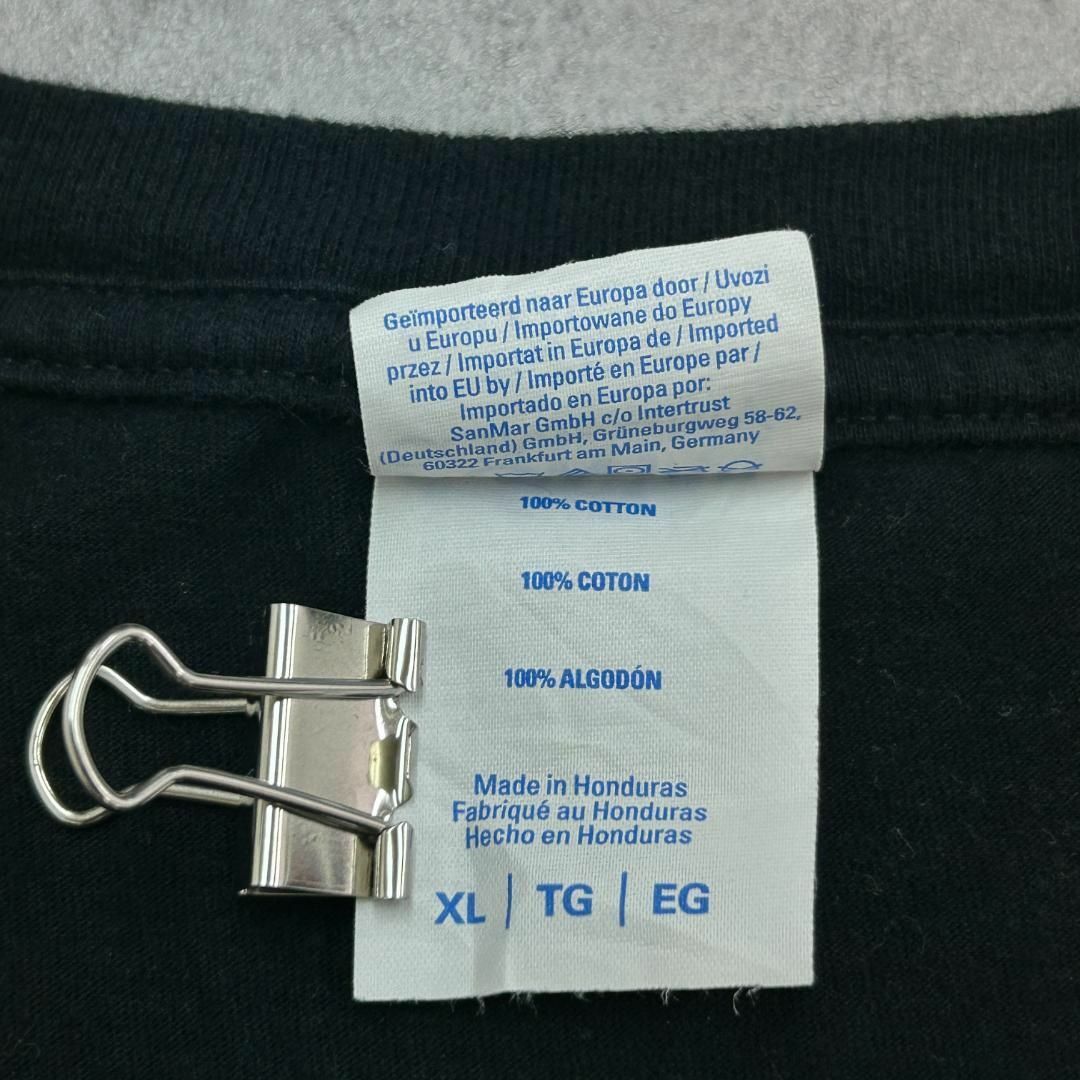 Geïmporteerd naar Europa door / Uvozi
u Europu / Importowane do Europy
przez / Importat in Europa de / Imported
into EU by / Importé en Europe par /
Importado en Europa por:
SanMar GmbH c/o Intertrust
(Deutschland) GmbH, Grüneburgweg 58-62,
60322 Frankfurt am Main, Germany
100% COTTON
100% COTON
100% ALGODÓN
Made in Honduras
Fabriqué au Honduras
Hecho en Honduras
XL | TG | EG